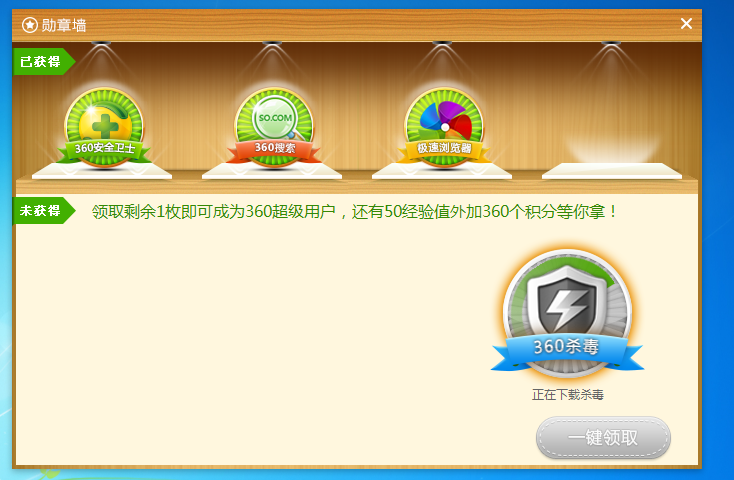 勋章墙
已获得
360安全卫士
SO.COM
360搜索
极速浏览器
未获得
领取剩余1枚即可成为360超级用户，还有50经验值外加360个积分等你拿！
360杀毒
正在下载杀毒
一键领取